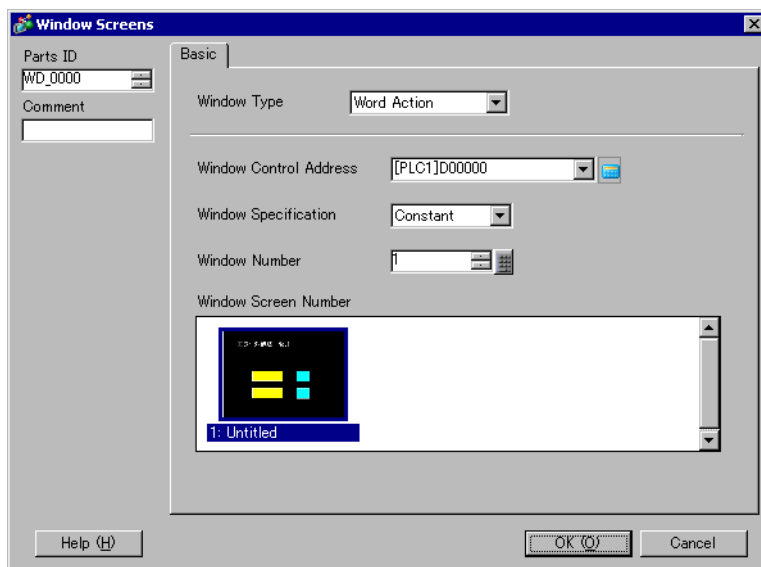 Window Screens
Parts ID
WD_0000
Comment
Basic
Window Type
Word Action
Window Control Address
[PLC1]D00000
Window Specification
Constant
Window Number
1
Window Screen Number
1: Untitled
Help (H)
OK (O)
Cancel